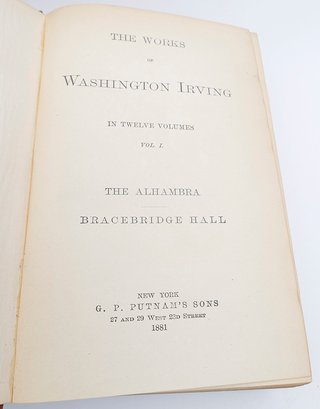 THE WORKS
OF
WASHINGTON IRVING
IN TWELVE VOLUMES
VOL. I.
THE ALHAMBRA
BRACEBRIDGE HALL
NEW YORK
G. P. PUTNAM'S SONS
27 AND 29 WEST 23D STREET
1881